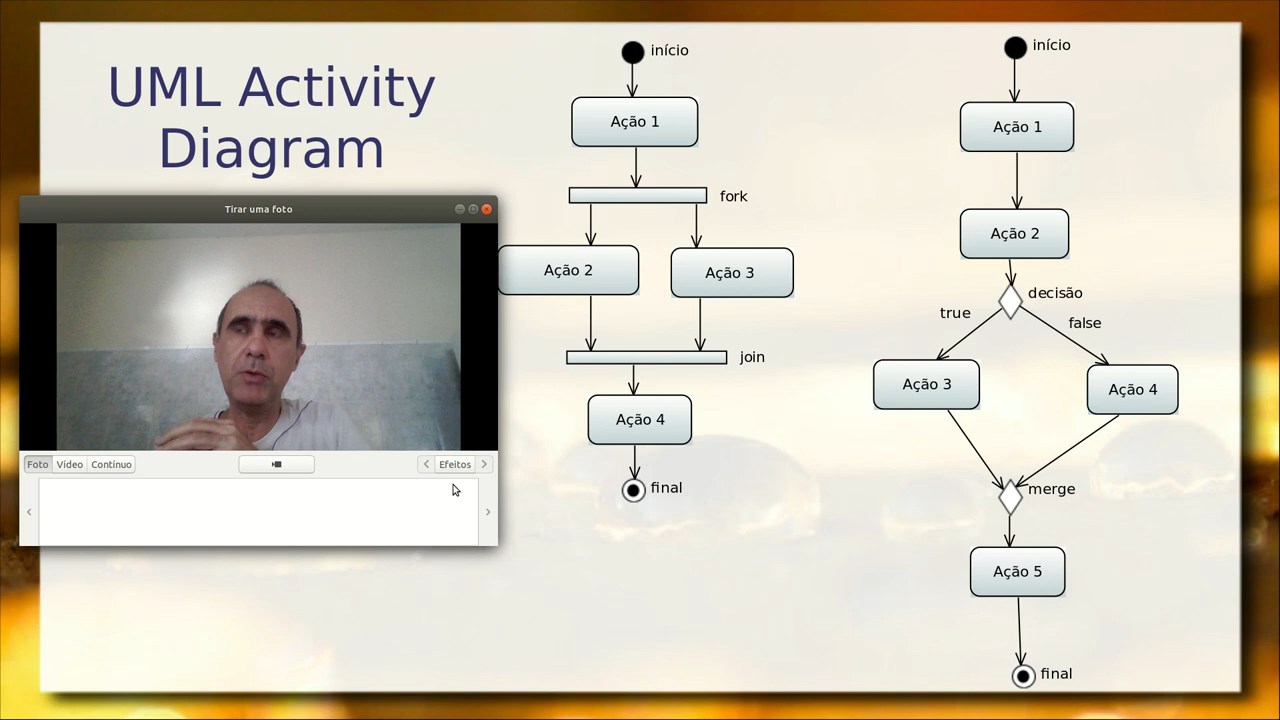 UML Activity
Diagram
Tirar uma foto
Foto
Vídeo
Contínuo
Efeitos
início
Ação 1
fork
Ação 2
Ação 3
join
Ação 4
final
início
Ação 1
Ação 2
decisão
true
false
Ação 3
Ação 4
merge
Ação 5
final